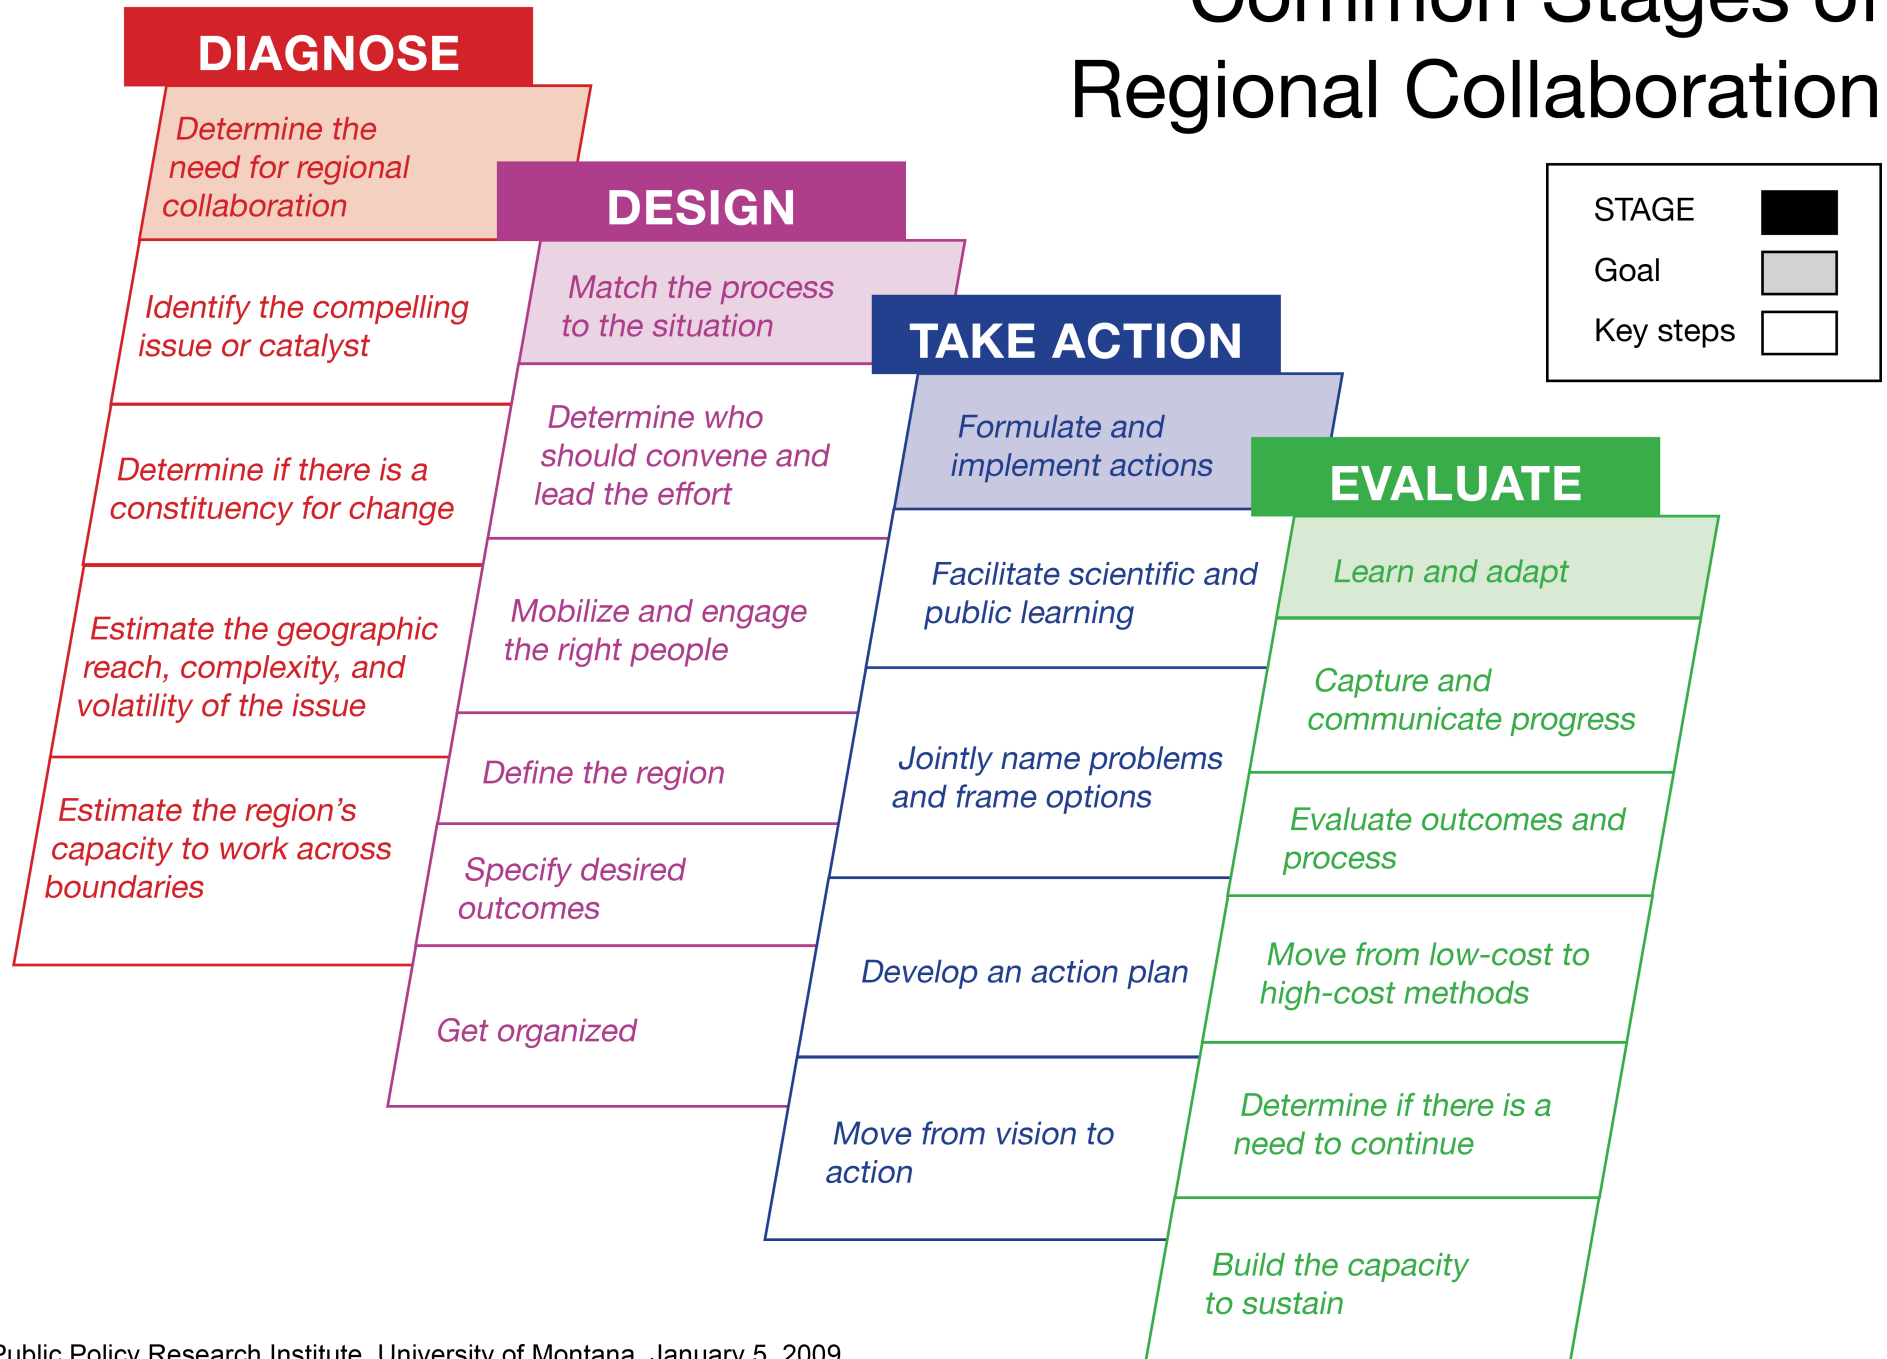 Common Stages of
Regional Collaboration
STAGE
Goal
Key steps
DIAGNOSE
Determine the
need for regional
collaboration
Identify the compelling
issue or catalyst
Determine if there is a
constituency for change
Estimate the geographic
reach, complexity, and
volatility of the issue
Estimate the region’s
capacity to work across
boundaries
DESIGN
Match the process
to the situation
Determine who
should convene and
lead the effort
Mobilize and engage
the right people
Define the region
Specify desired
outcomes
Get organized
TAKE ACTION
Formulate and
implement actions
Facilitate scientific and
public learning
Jointly name problems
and frame options
Develop an action plan
Move from vision to
action
EVALUATE
Learn and adapt
Capture and
communicate progress
Evaluate outcomes and
process
Move from low-cost to
high-cost methods
Determine if there is a
need to continue
Build the capacity
to sustain
Public Policy Research Institute, University of Montana, January 5, 2009